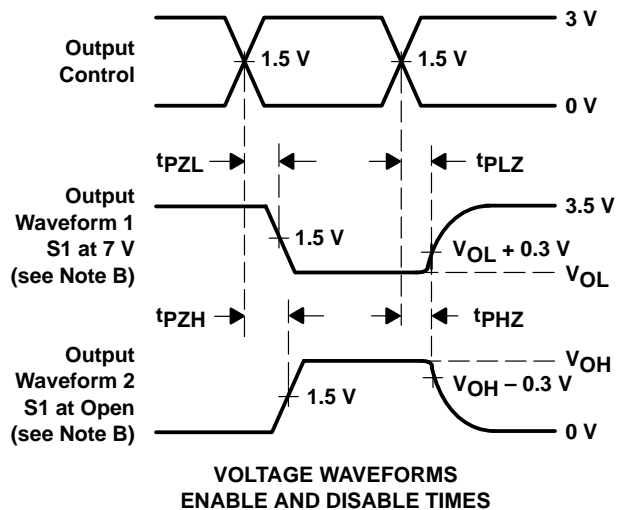 3 V
Output
Control
1.5 V
1.5 V
0 V
tPZL
tPLZ
Output
Waveform 1
S1 at 7 V
(see Note B)
3.5 V
1.5 V
VOL + 0.3 V
VOL
tPZH
tPHZ
Output
Waveform 2
S1 at Open
(see Note B)
VOH
VOH – 0.3 V
1.5 V
0 V
VOLTAGE WAVEFORMS
ENABLE AND DISABLE TIMES